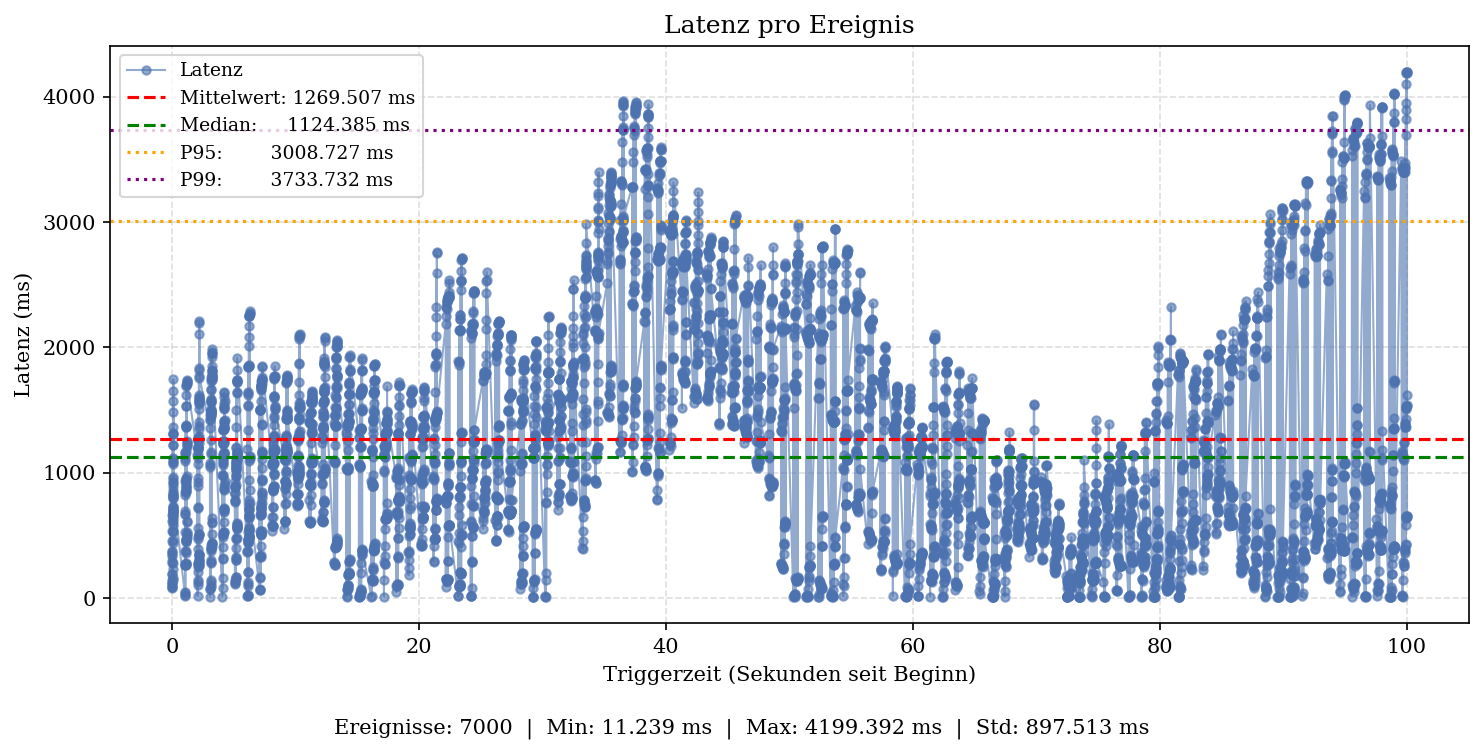 Latenz pro Ereignis
Latenz
Mittelwert: 1269.507 ms
Median: 1124.385 ms
P95: 3008.727 ms
P99: 3733.732 ms
Latenz (ms)
4000
3000
2000
1000
0
0 20 40 60 80 100
Triggerzeit (Sekunden seit Beginn)
Ereignisse: 7000 | Min: 11.239 ms | Max: 4199.392 ms | Std: 897.513 ms